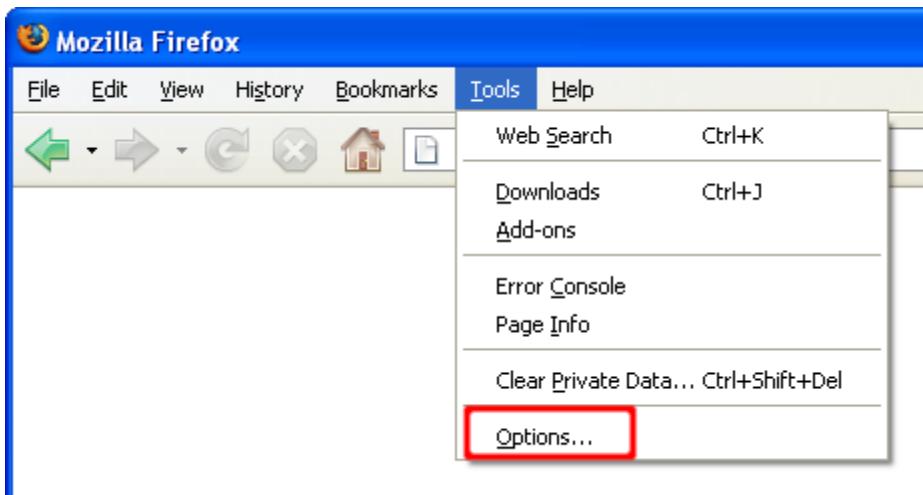 Mozilla Firefox
File Edit View History Bookmarks Tools Help
Web Search Ctrl+K
Downloads Ctrl+J
Add-ons
Error Console
Page Info
Clear Private Data... Ctrl+Shift+Del
Options...